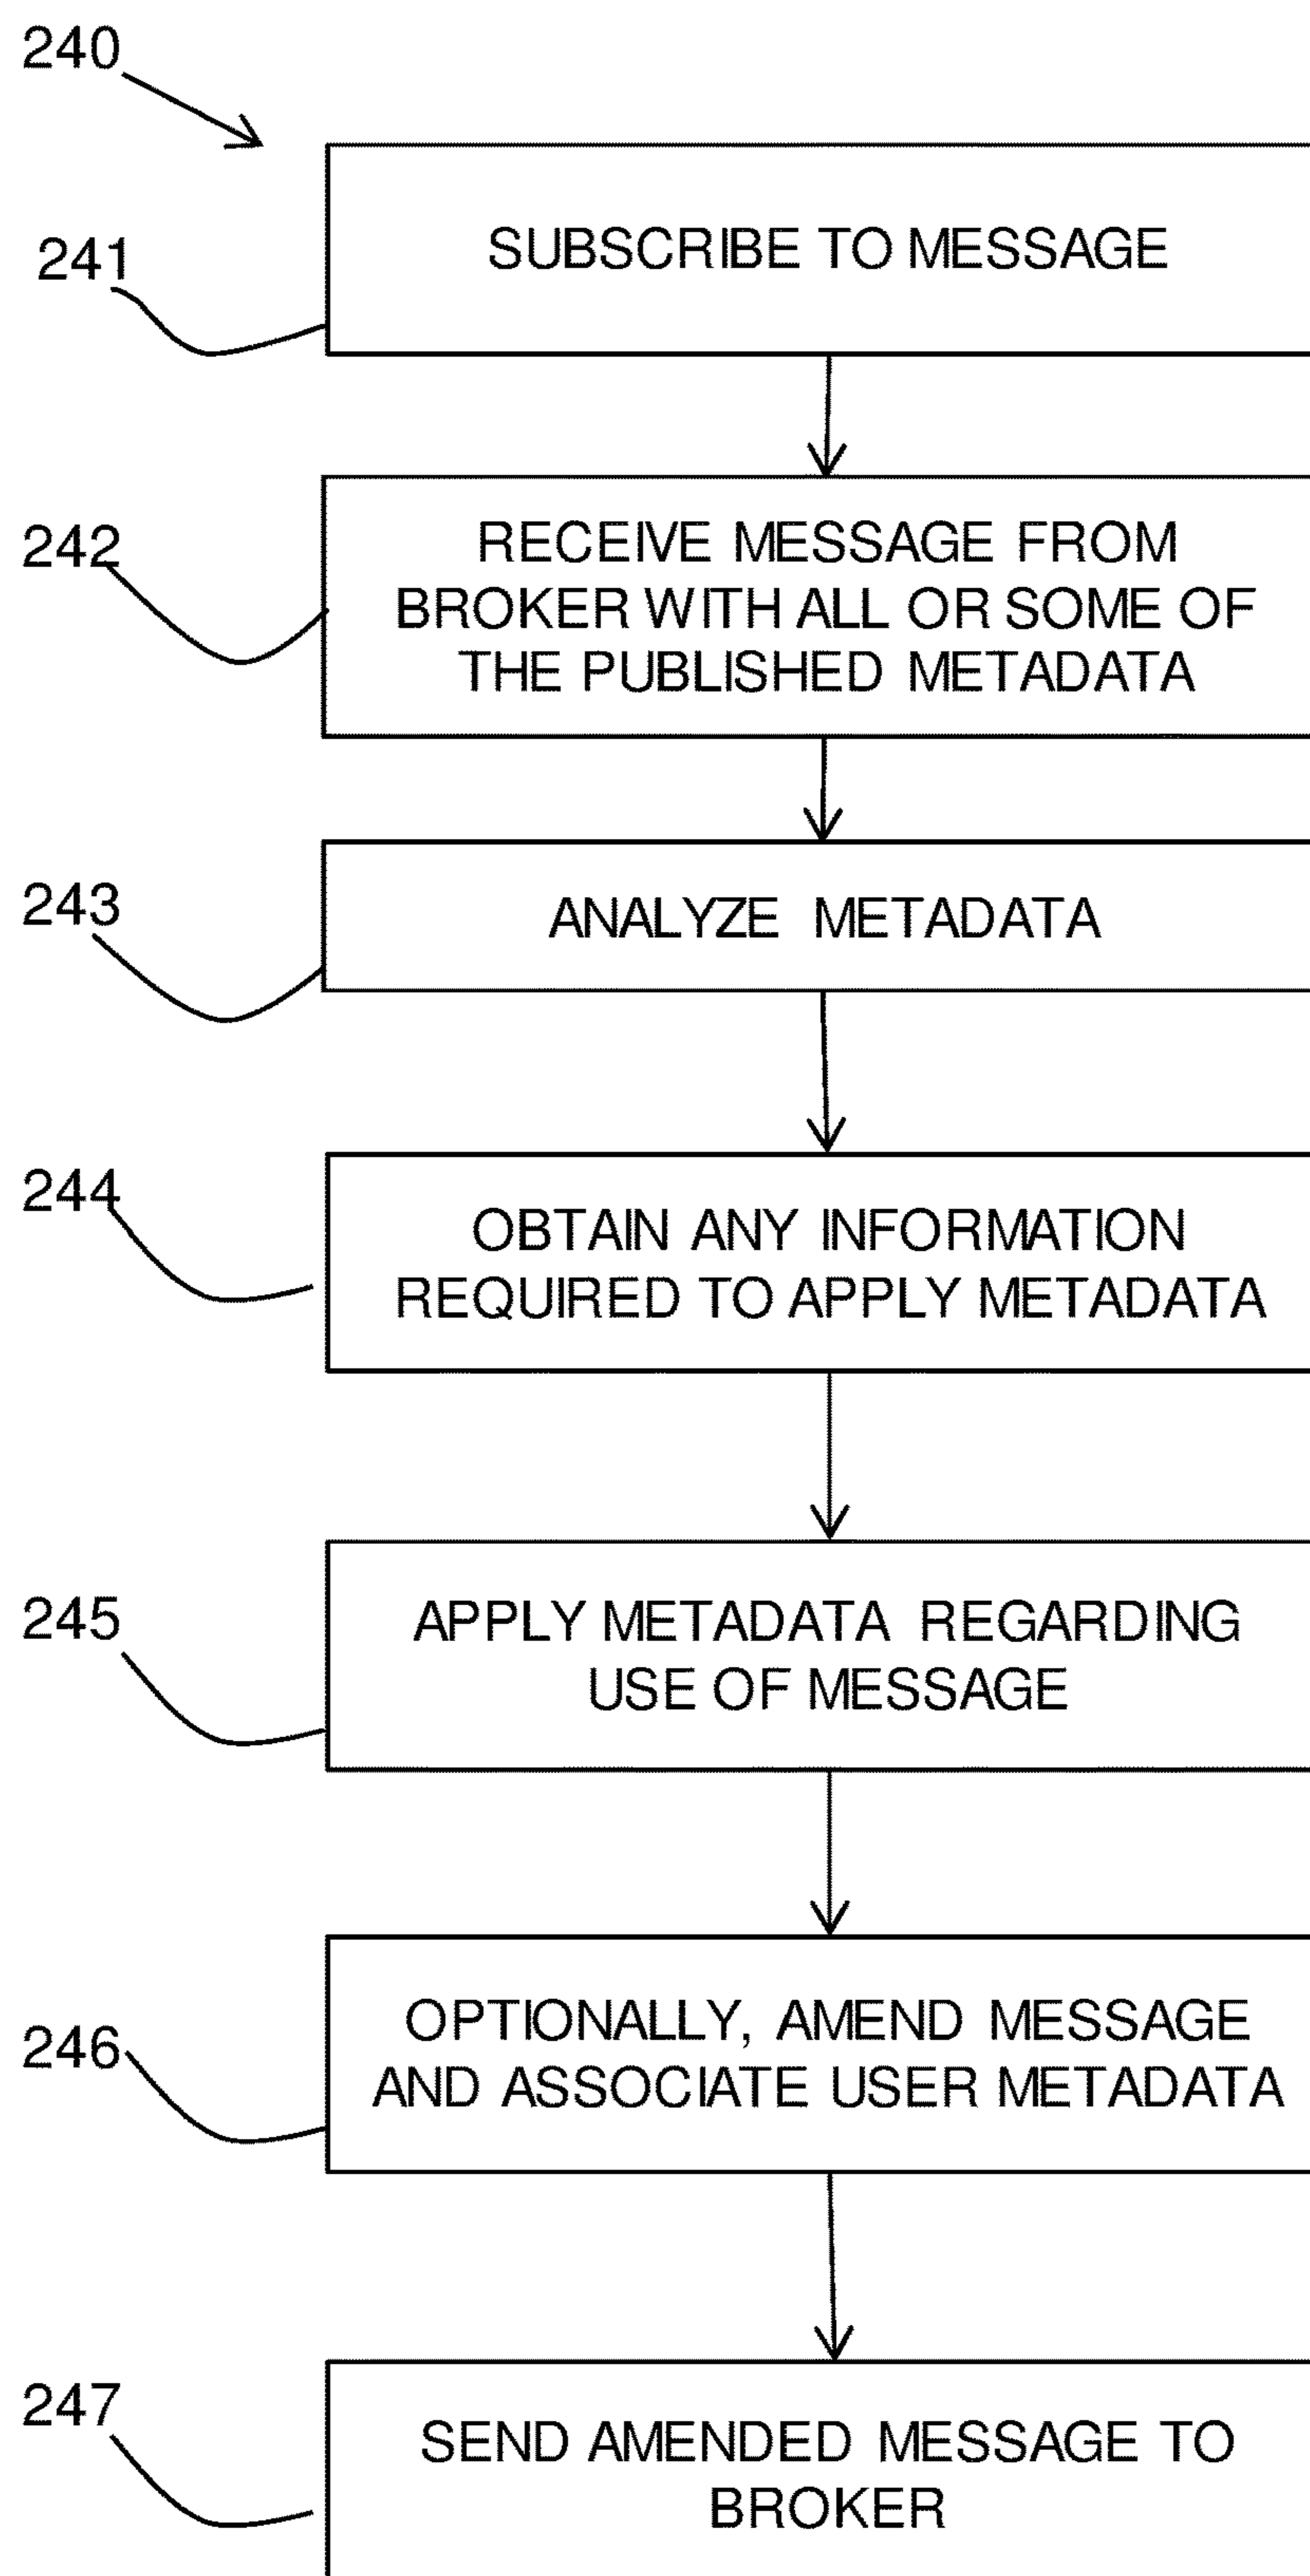 240
241
SUBSCRIBE TO MESSAGE
242
RECEIVE MESSAGE FROM
BROKER WITH ALL OR SOME OF
THE PUBLISHED METADATA
243
ANALYZE METADATA
244
OBTAIN ANY INFORMATION
REQUIRED TO APPLY METADATA
245
APPLY METADATA REGARDING
USE OF MESSAGE
246
OPTIONALLY, AMEND MESSAGE
AND ASSOCIATE USER METADATA
247
SEND AMENDED MESSAGE TO
BROKER